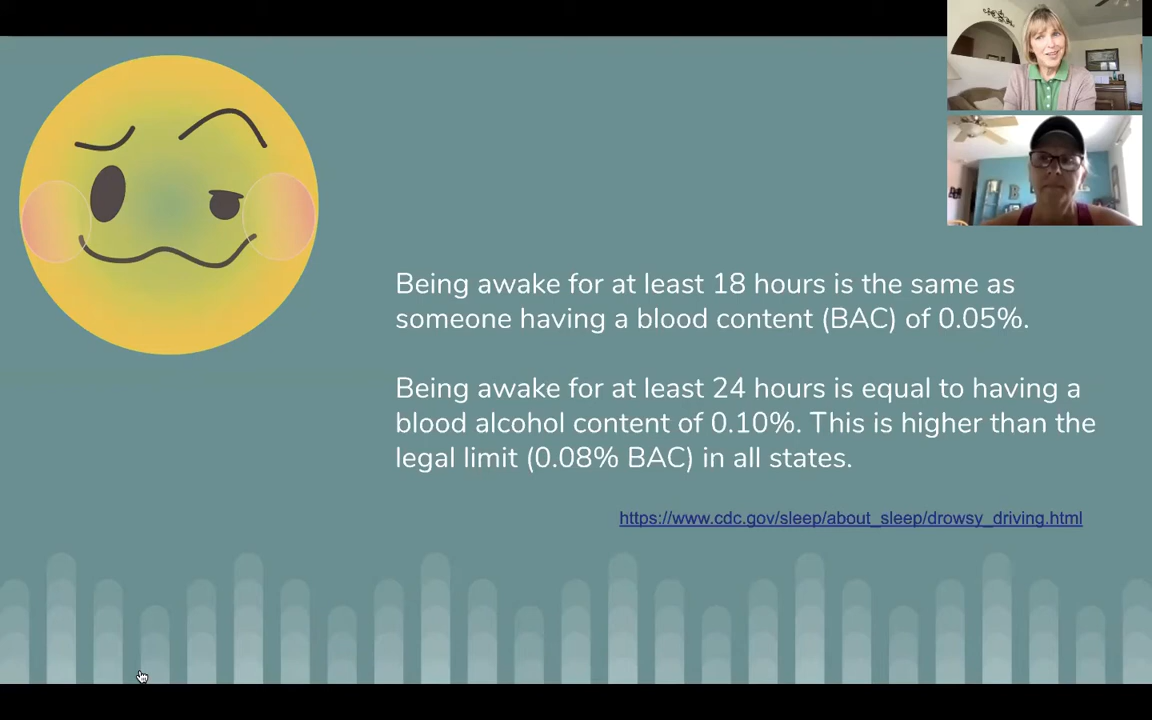 Being awake for at least 18 hours is the same as
someone having a blood content (BAC) of 0.05%.
Being awake for at least 24 hours is equal to having a
blood alcohol content of 0.10%. This is higher than the
legal limit (0.08% BAC) in all states.
https://www.cdc.gov/sleep/about_sleep/drowsy_driving.html